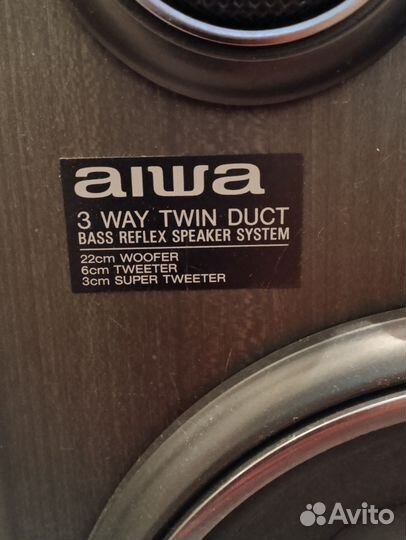 aiwa
3 WAY TWIN DUCT
BASS REFLEX SPEAKER SYSTEM
22cm WOOFER
6cm TWEETER
3cm SUPER TWEETER
Avito